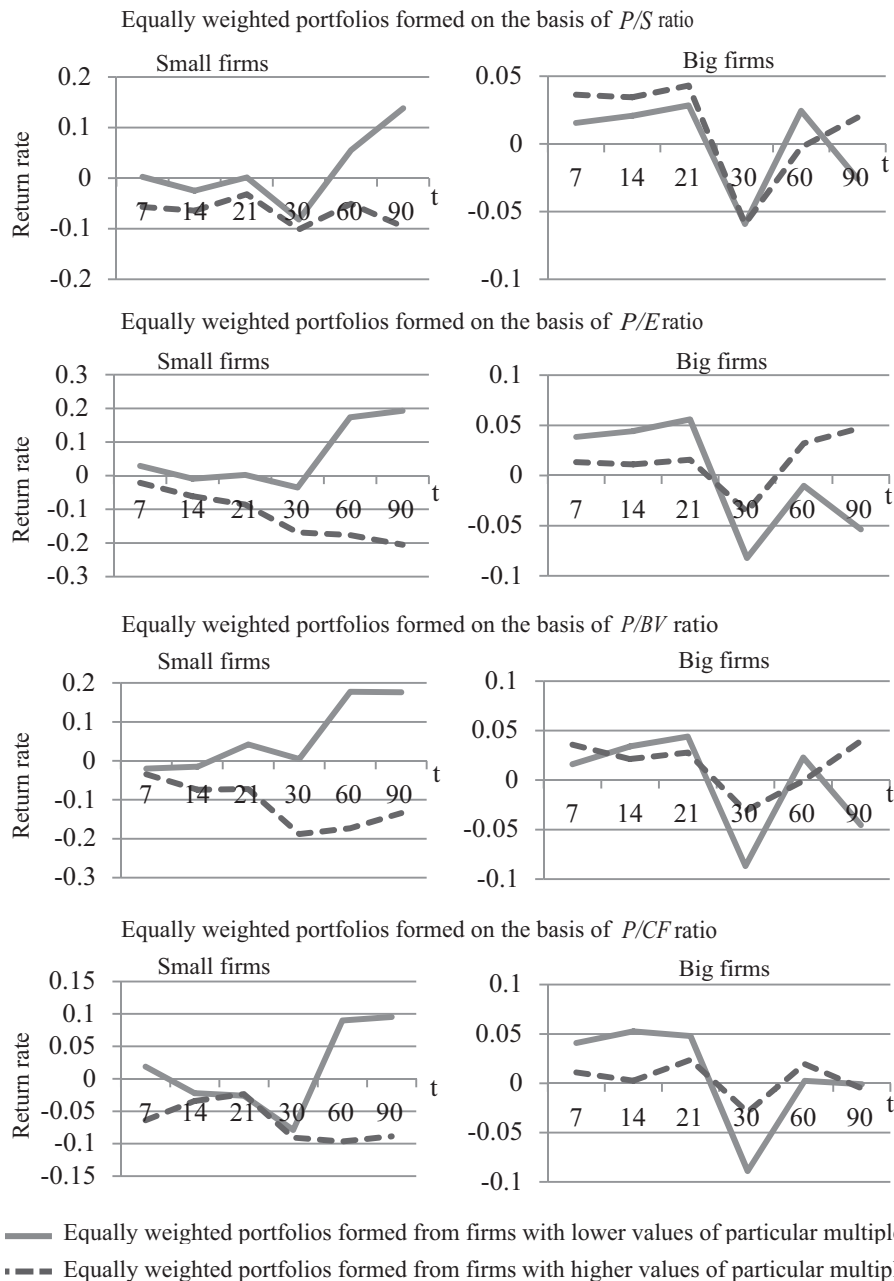 Equally weighted portfolios formed on the basis of P/S ratio
Small firms
Big firms
0.2
0.1
0
-0.1
-0.2
Return rate
7 14 21 30 60 90
t
0.05
0
-0.05
-0.1
7 14 21 30 60 90
t
Equally weighted portfolios formed on the basis of P/E ratio
Small firms
Big firms
0.3
0.2
0.1
0
-0.1
-0.2
-0.3
Return rate
7 14 21 30 60 90
t
0.1
0.05
0
-0.05
-0.1
7 14 21 30 60 90
t
Equally weighted portfolios formed on the basis of P/BV ratio
Small firms
Big firms
0.2
0.1
0
-0.1
-0.2
-0.3
Return rate
7 14 21 30 60 90
t
0.1
0.05
0
-0.05
-0.1
7 14 21 30 60 90
t
Equally weighted portfolios formed on the basis of P/CF ratio
Small firms
Big firms
0.15
0.1
0.05
0
-0.05
-0.1
-0.15
Return rate
7 14 21 30 60 90
t
0.1
0.05
0
-0.05
-0.1
7 14 21 30 60 90
t
Equally weighted portfolios formed from firms with lower values of particular
Equally weighted portfolios formed from firms with higher values of particular